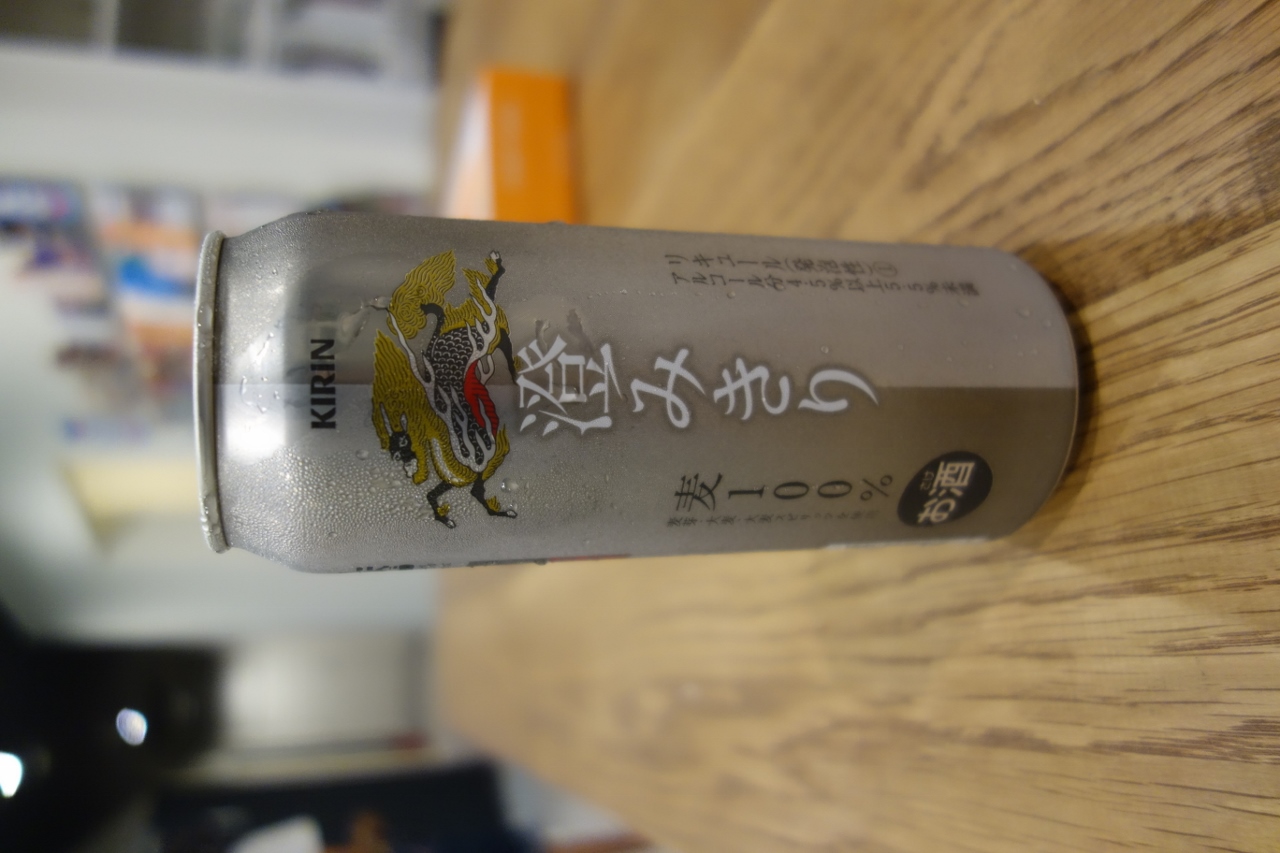 KIRIN
澄みきり
リキュール(発泡性)①
アルコール分4.5%以上5.5%未満
麦100%
お酒